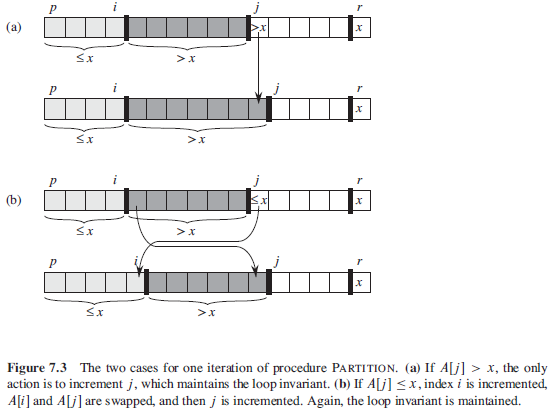 p i j r
(a) >x x
≤ x > x
j r
p i x
≤ x > x
p i j r
(b) ≤ x x
≤ x > x
p i j r
x
≤ x > x
Figure 7.3 The two cases for one iteration of procedure PARTITION. (a) If A[j] > x, the only
action is to increment j, which maintains the loop invariant. (b) If A[j] ≤ x, index i is incremented,
A[i] and A[j] are swapped, and then j is incremented. Again, the loop invariant is maintained.